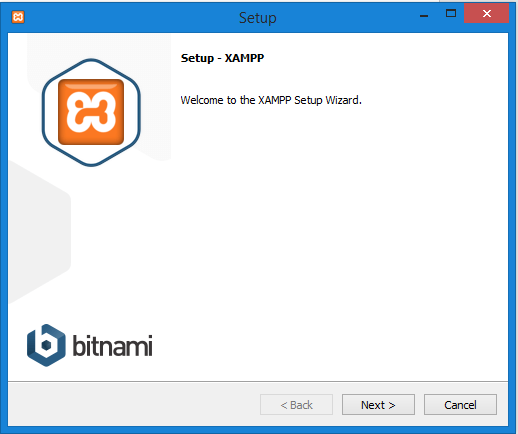 Setup
Setup - XAMPP
Welcome to the XAMPP Setup Wizard.
bitnami
< Back
Next >
Cancel